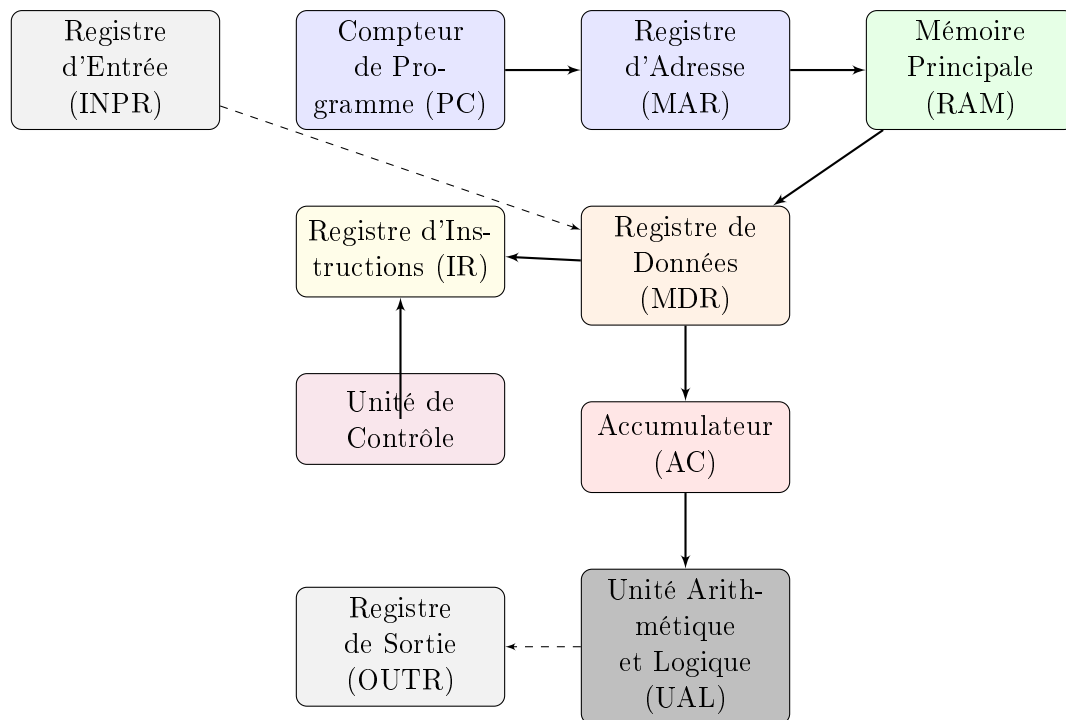 Registre
d'Entrée
(INPR)
Compteur
de Pro-
gramme (PC)
Registre
d'Adresse
(MAR)
Mémoire
Principale
(RAM)
Registre d'Ins-
tructions (IR)
Registre de
Données
(MDR)
Unité de
Contrôle
Accumulateur
(AC)
Registre
de Sortie
(OUTR)
Unité Arith-
métique
et Logique
(UAL)